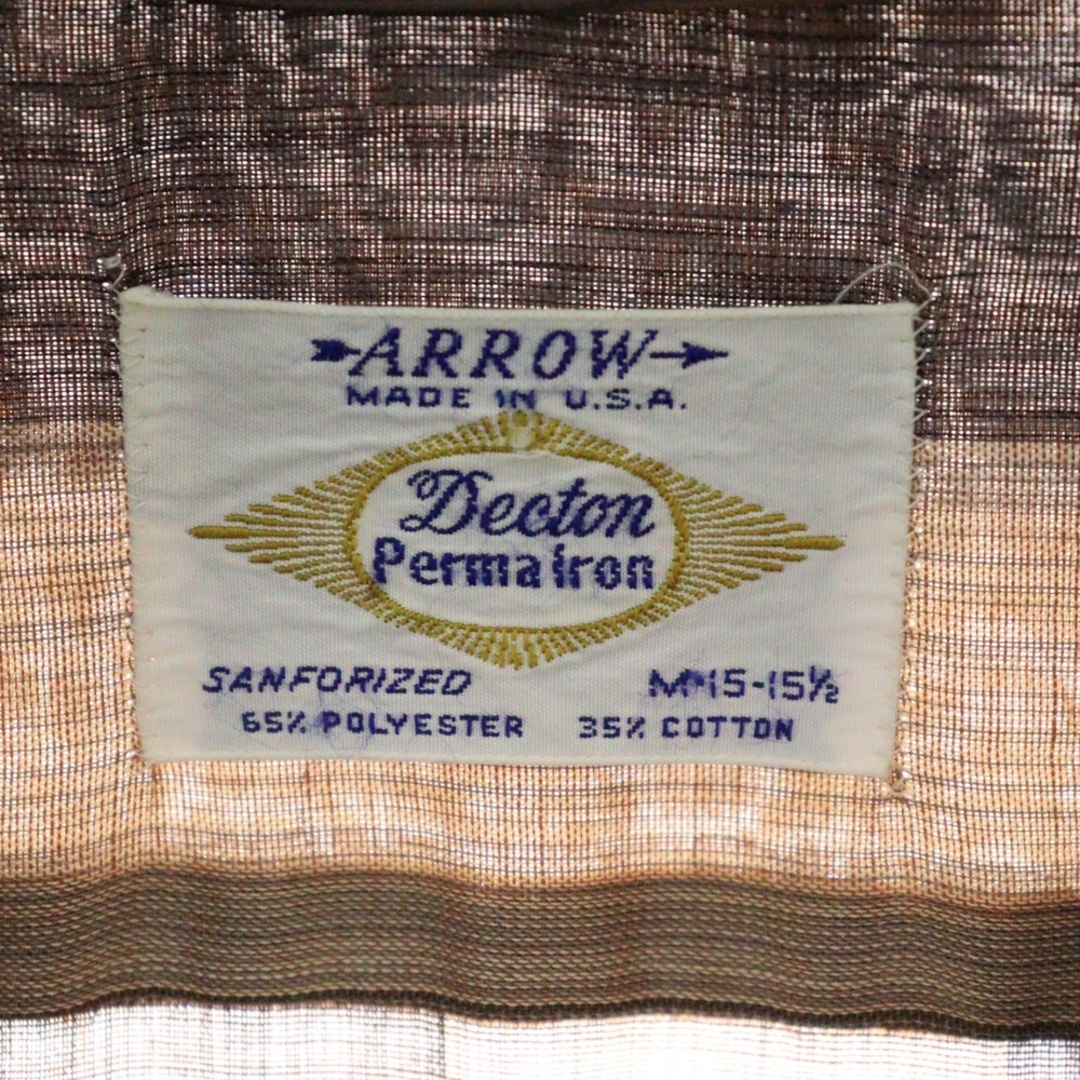 ARROW
MADE IN U.S.A.
Decton
Perma Iron
SANFORIZED M-15-15½
65% POLYESTER 35% COTTON